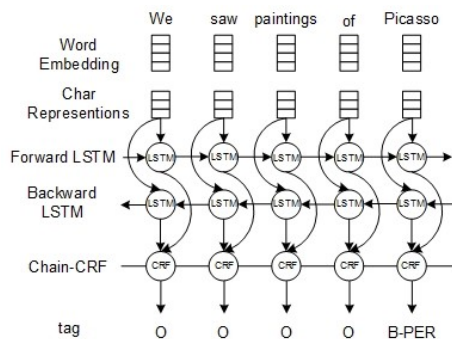 We saw paintings of Picasso
Word
Embedding
Char
Representions
Forward LSTM LSTM LSTM LSTM LSTM LSTM
Backward
LSTM LSTM LSTM LSTM LSTM LSTM
Chain-CRF CRF CRF CRF CRF CRF
tag O O O O B-PER